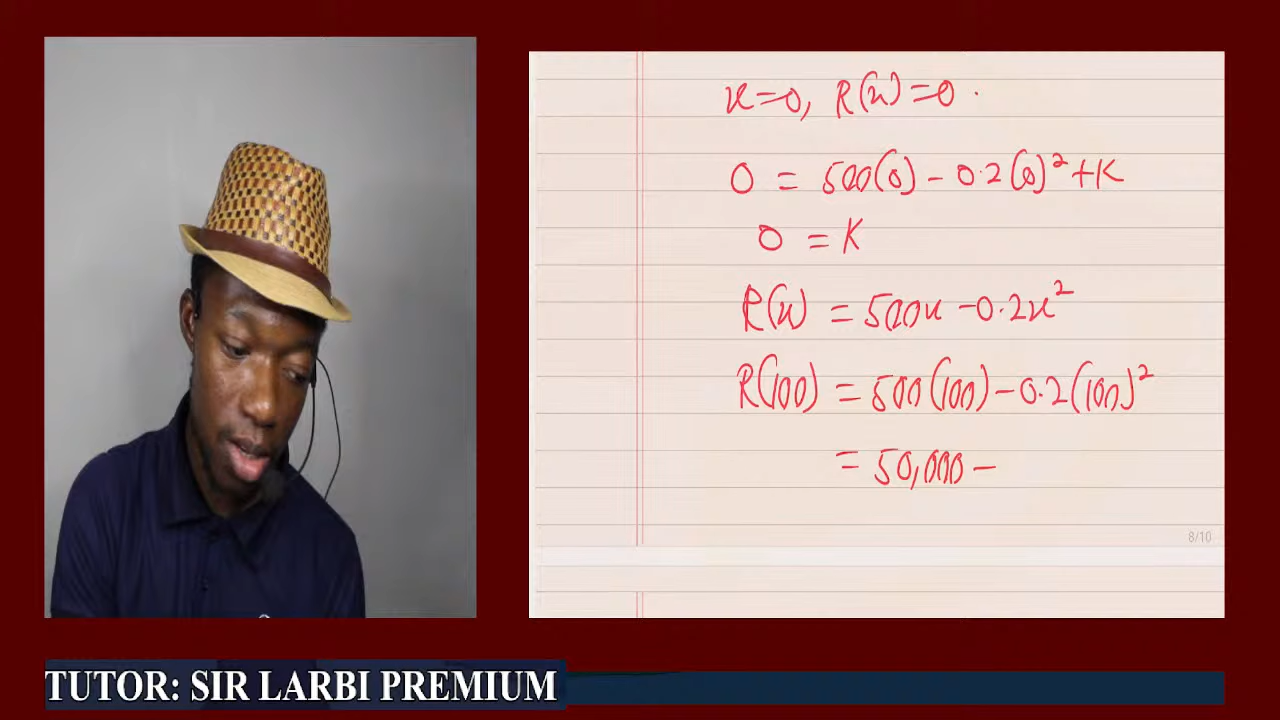 x=0, R(x)=0.
0 = 500(0) - 0.2(0)² + K
0 = K
R(x) = 500x - 0.2x²
R(100) = 500(100) - 0.2(100)²
= 50,000 -
8/10
TUTOR: SIR LARBI PREMIUM